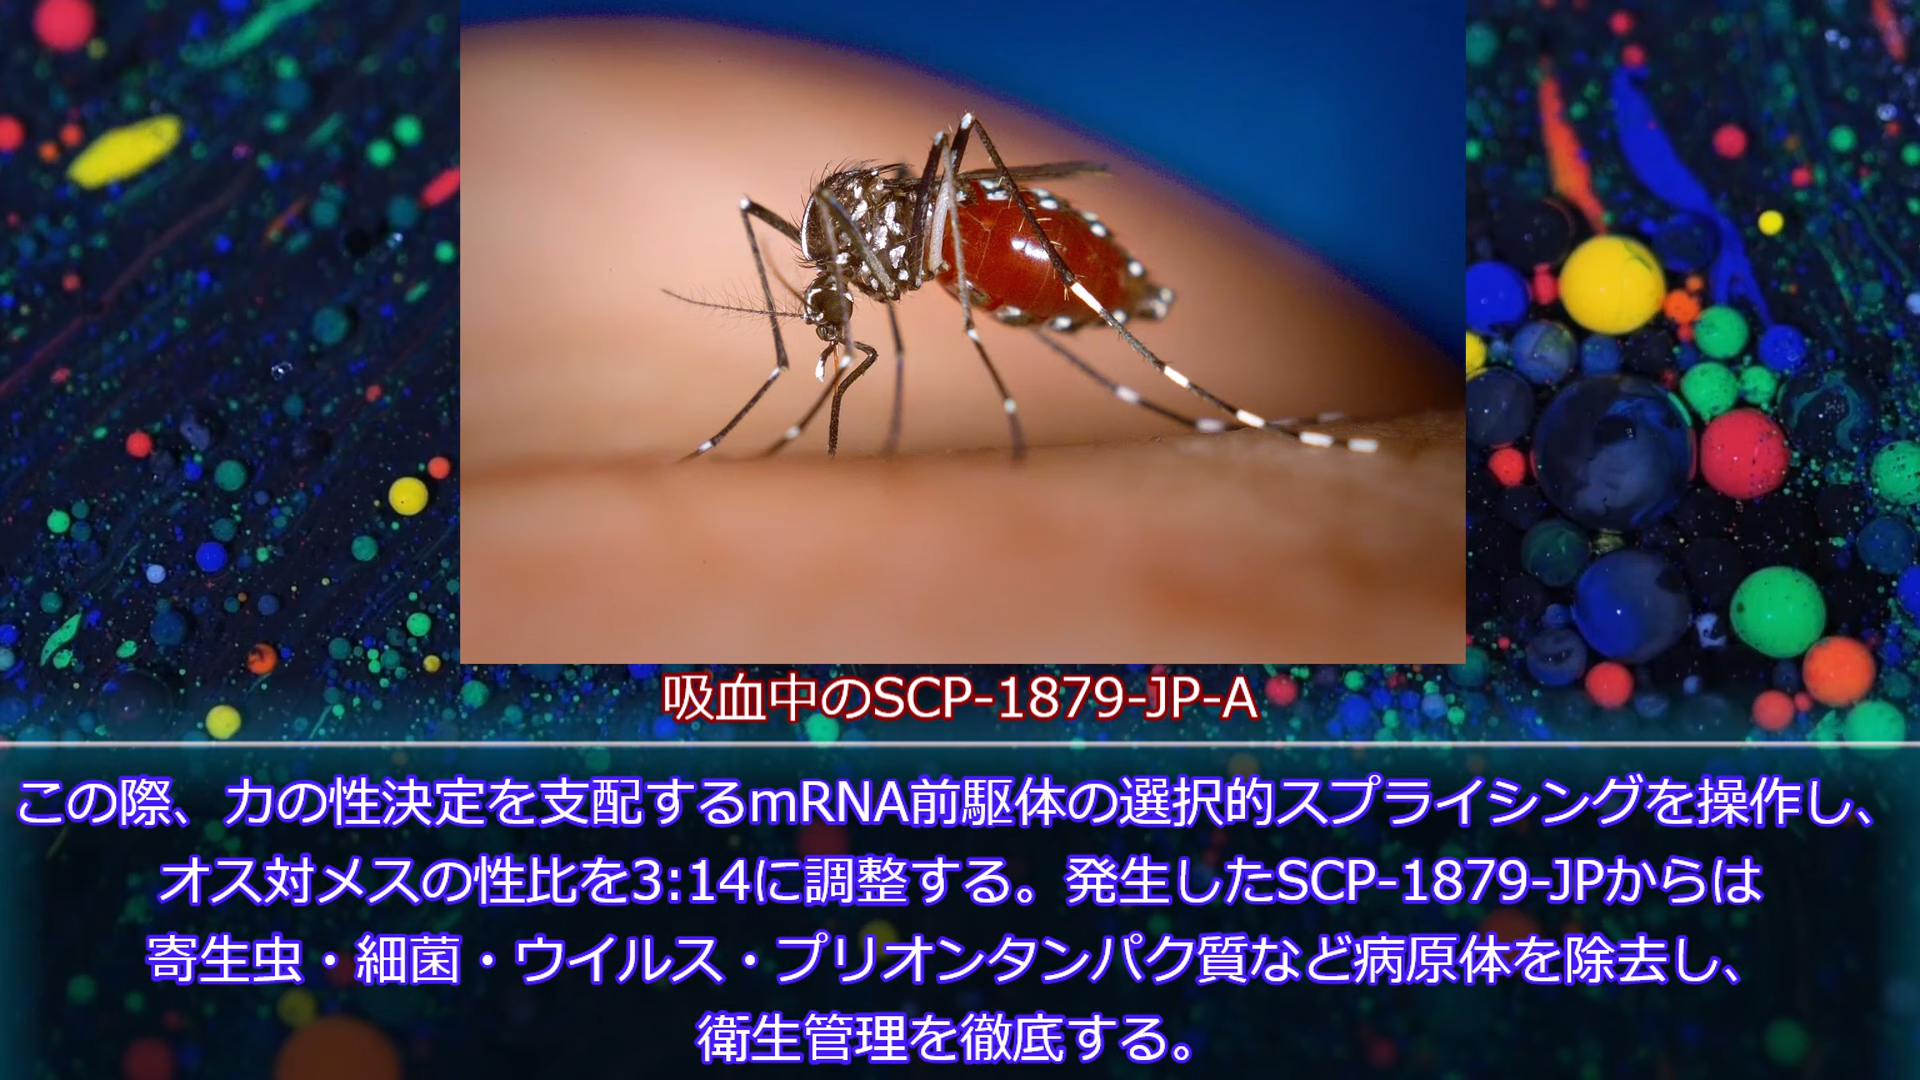 吸血中のSCP-1879-JP-A
この際、力の性決定を支配するmRNA前駆体の選択的スプライシングを操作し、
オス対メスの性比を3:14に調整する。発生したSCP-1879-JPからは
寄生虫・細菌・ウイルス・プリオンタンパク質など病原体を除去し、
衛生管理を徹底する。